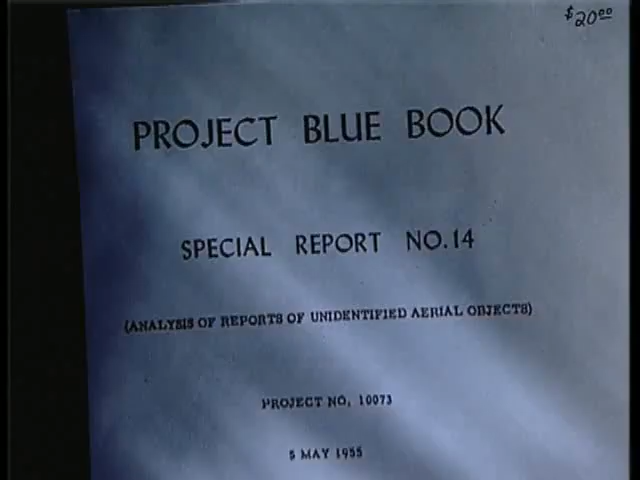 $20.00
PROJECT BLUE BOOK
SPECIAL REPORT NO.14
(ANALYSIS OF REPORTS OF UNIDENTIFIED AERIAL OBJECTS)
PROJECT NO. 10073
5 MAY 1955